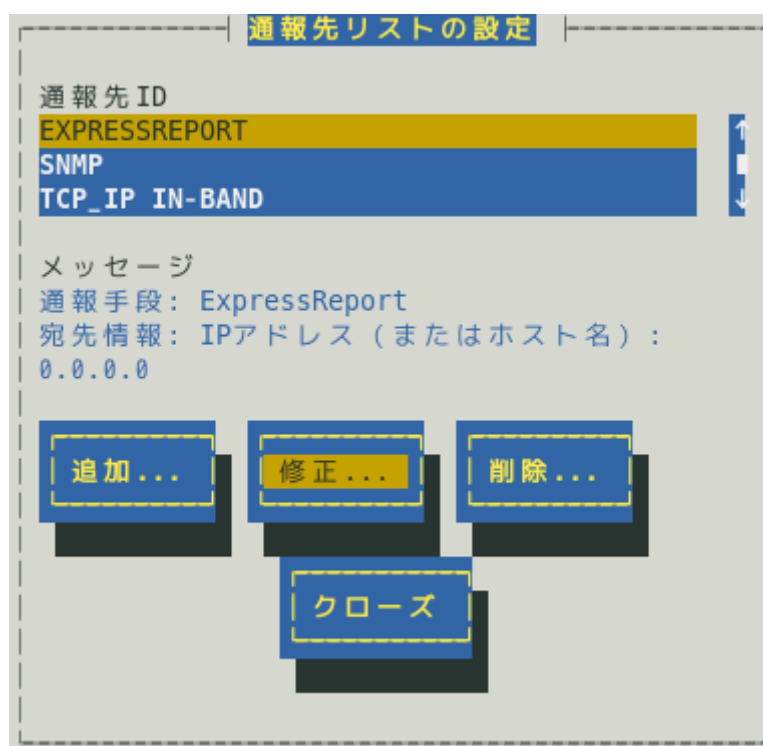 通報先リストの設定
通報先ID
EXPRESSREPORT
SNMP
TCP_IP IN-BAND
メッセージ
通報手段: ExpressReport
宛先情報: IPアドレス(またはホスト名):
0.0.0.0
追加... 修正... 削除...
クローズ